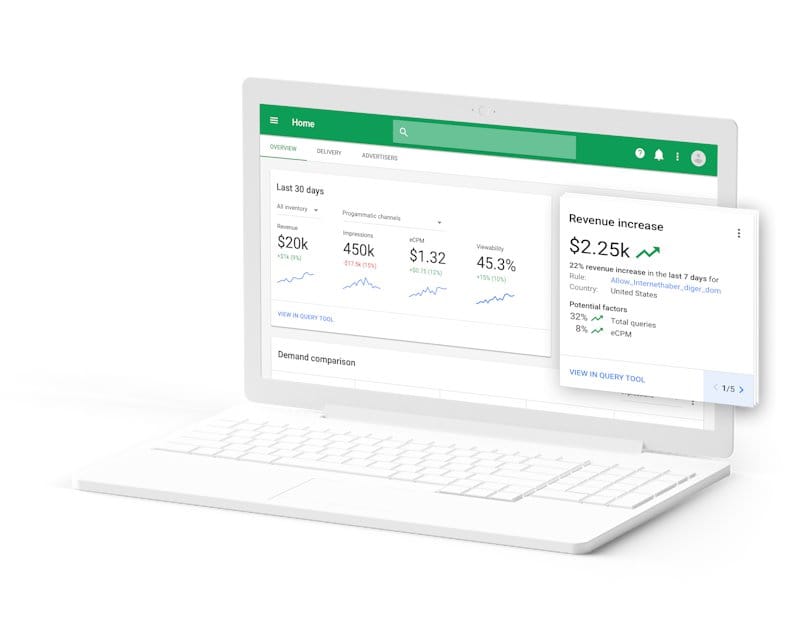 Home
OVERVIEW DELIVERY ADVERTISERS
Last 30 days
All inventory Progammatic channels
Revenue Impressions eCPM Viewability
$20k 450k $1.32 45.3%
+$1k (9%) -$17.5k (10%) +$0.75 (12%) +15% (10%)
VIEW IN QUERY TOOL
Demand comparison
Revenue increase
$2.25k
22% revenue increase in the last 7 days for
Rule: Allow_Internethaber_diger_dom
Country: United States
Potential factors
32% Total queries
8% eCPM
VIEW IN QUERY TOOL
1/5